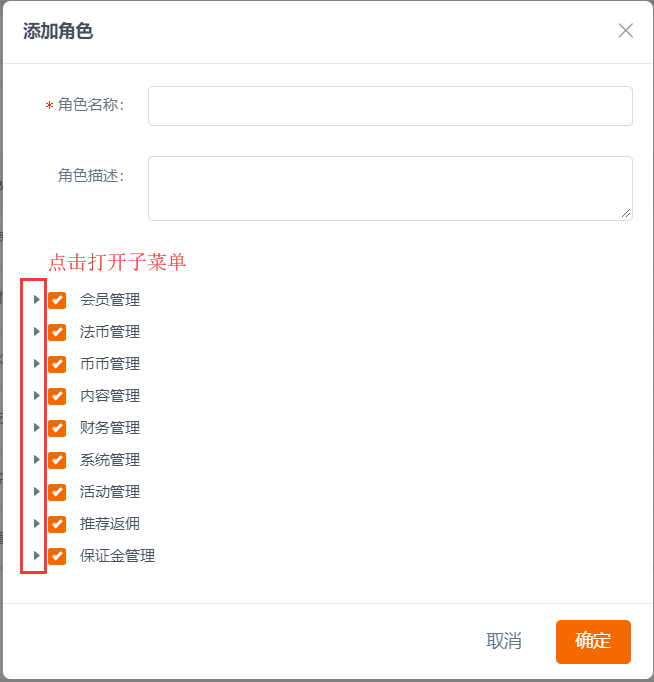 添加角色
* 角色名称：
角色描述：
点击打开子菜单
会员管理
法币管理
币币管理
内容管理
财务管理
系统管理
活动管理
推荐返佣
保证金管理
取消 确定